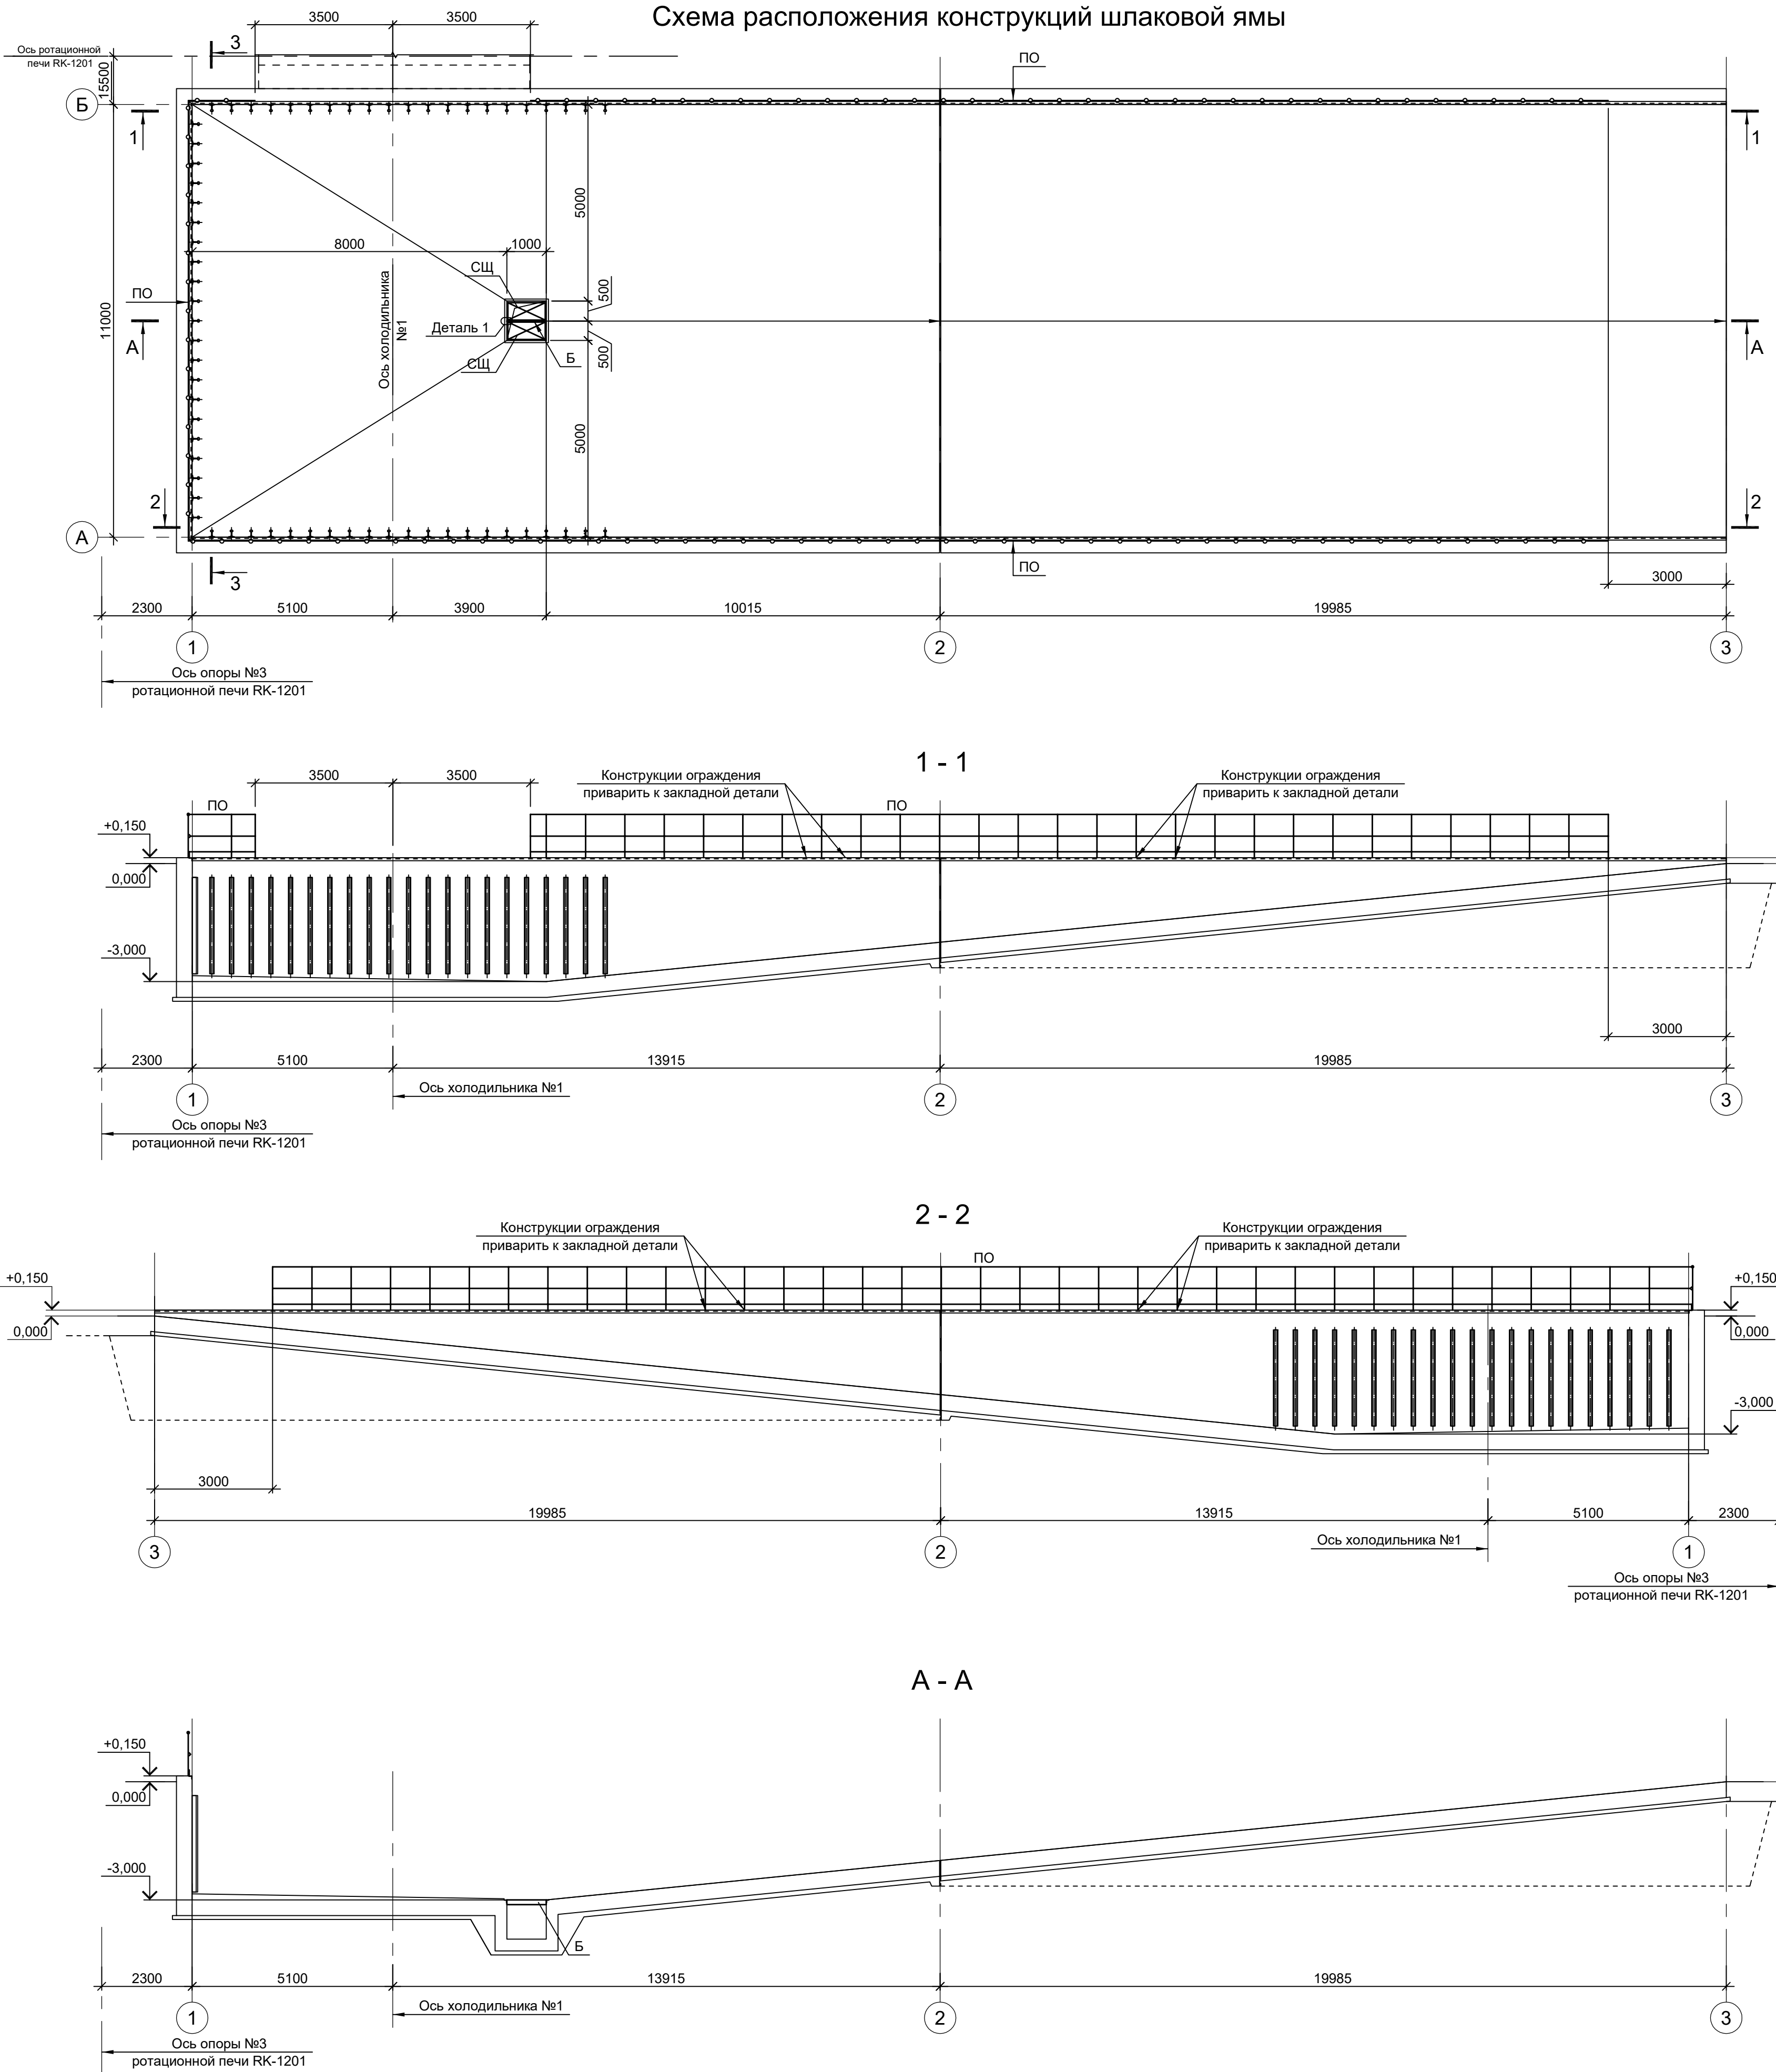 Схема расположения конструкций шлаковой ямы
3500
3500
Ось ротационной
печи RK-1201
3
ПО
15500
Б
1
1
5000
8000
1000
СЩ
Ось холодильника
№1
500
ПО
11000
Деталь 1
А
А
СЩ
Б
500
5000
2
2
А
ПО
3
3000
2300
5100
3900
10015
19985
1
2
3
Ось опоры №3
ротационной печи RK-1201
1 - 1
3500
3500
Конструкции ограждения
приварить к закладной детали
Конструкции ограждения
приварить к закладной детали
ПО
ПО
+0,150
0,000
-3,000
3000
2300
5100
13915
19985
Ось холодильника №1
1
2
3
Ось опоры №3
ротационной печи RK-1201
2 - 2
Конструкции ограждения
приварить к закладной детали
Конструкции ограждения
приварить к закладной детали
ПО
+0,150
+0,150
0,000
0,000
-3,000
3000
19985
13915
5100
2300
Ось холодильника №1
3
2
1
Ось опоры №3
ротационной печи RK-1201
А - А
+0,150
0,000
-3,000
Б
2300
5100
13915
19985
Ось холодильника №1
1
2
3
Ось опоры №3
ротационной печи RK-1201